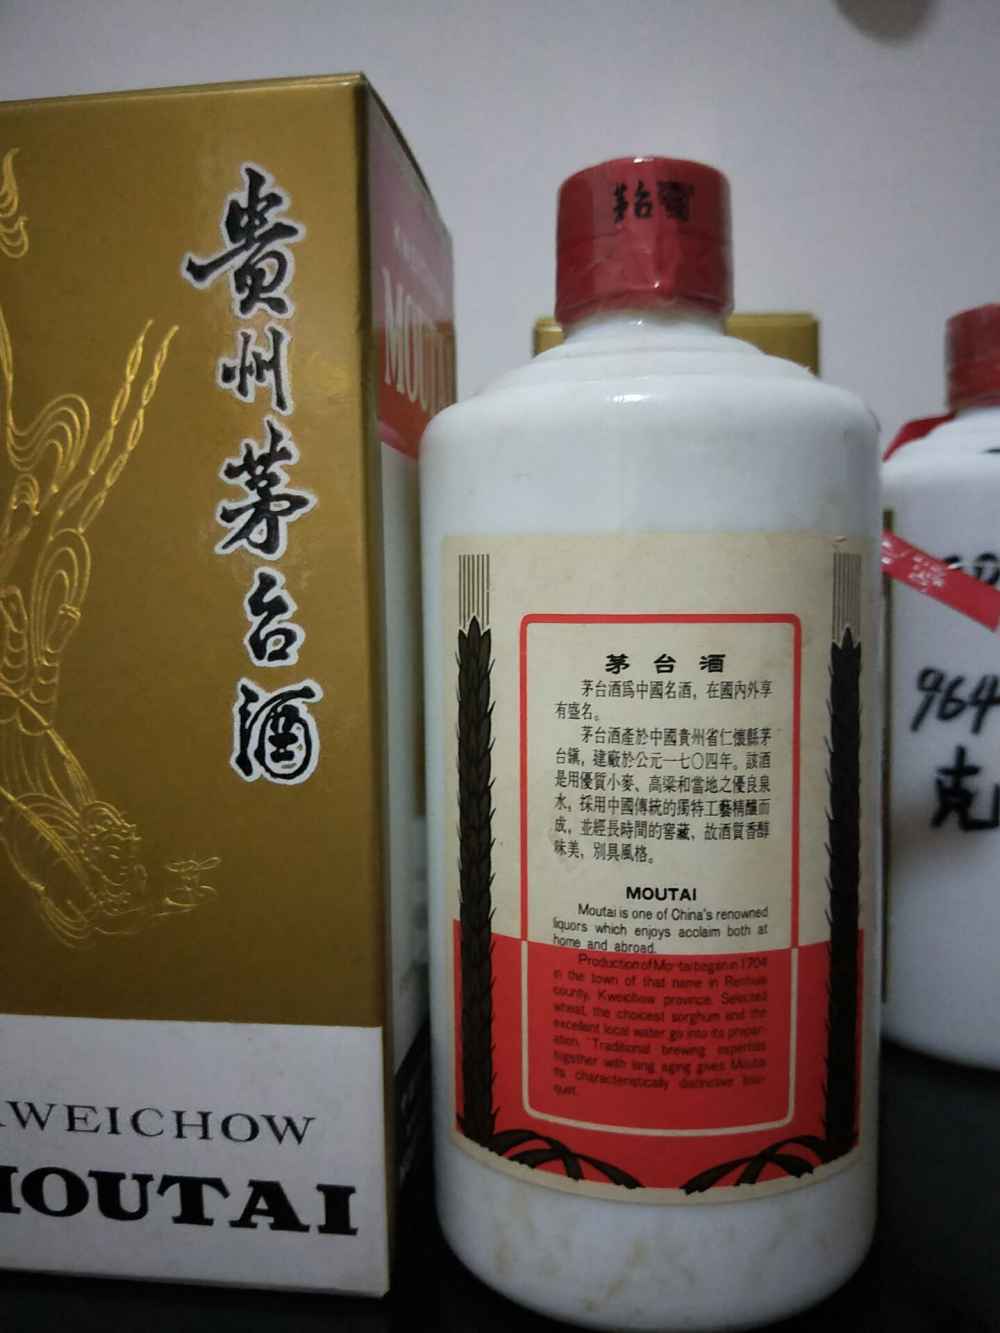 貴州茅台酒
KWEICHOW
MOUTAI
MOUTAI
茅台
茅台酒
茅台酒爲中國名酒，在國内外享
有盛名。
茅台酒產於中國貴州省仁懷縣茅
台鎮，建廠於公元一七〇四年。該酒
是用優質小麥、高粱和當地之優良泉
水，採用中國傳統的獨特工藝精釀而
成，並經長時間的窖藏，故酒質香醇
味美，別具風格。
MOUTAI
Moutai is one of China's renowned
liquors which enjoys acclaim both at
home and abroad.
Production of Moutai began in 1704
in the town of that name in Renhuai
county, Kweichow province. Selected
wheat, the choicest sorghum and the
excellent local water go into its prepar-
ation. Traditional brewing expertise
together with long aging gives Moutai
its characteristically distinctive bou-
quet.
964
克